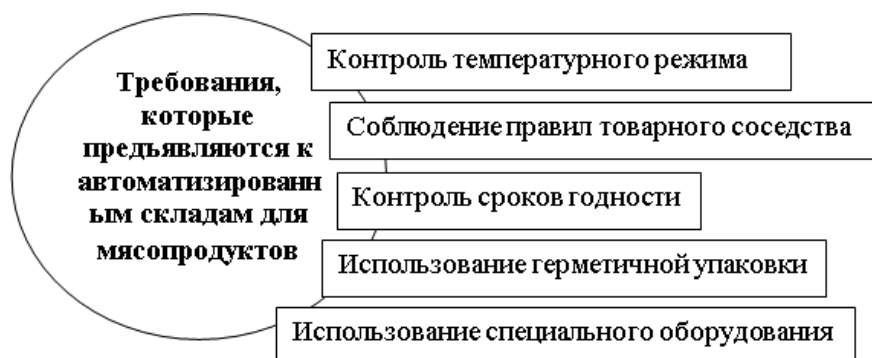 Требования,
которые
предъявляются к
автоматизированн
ым складам для
мясопродуктов
Контроль температурного режима
Соблюдение правил товарного соседства
Контроль сроков годности
Использование герметичной упаковки
Использование специального оборудования